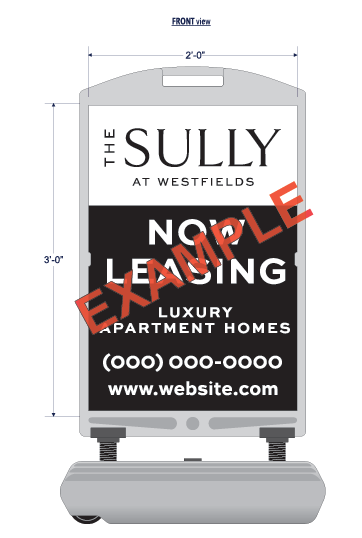 FRONT view
2'-0"
THE
SULLY
AT WESTFIELDS
3'-0"
NOW
LEASING
EXAMPLE
LUXURY
APARTMENT HOMES
(000) 000-0000
www.website.com